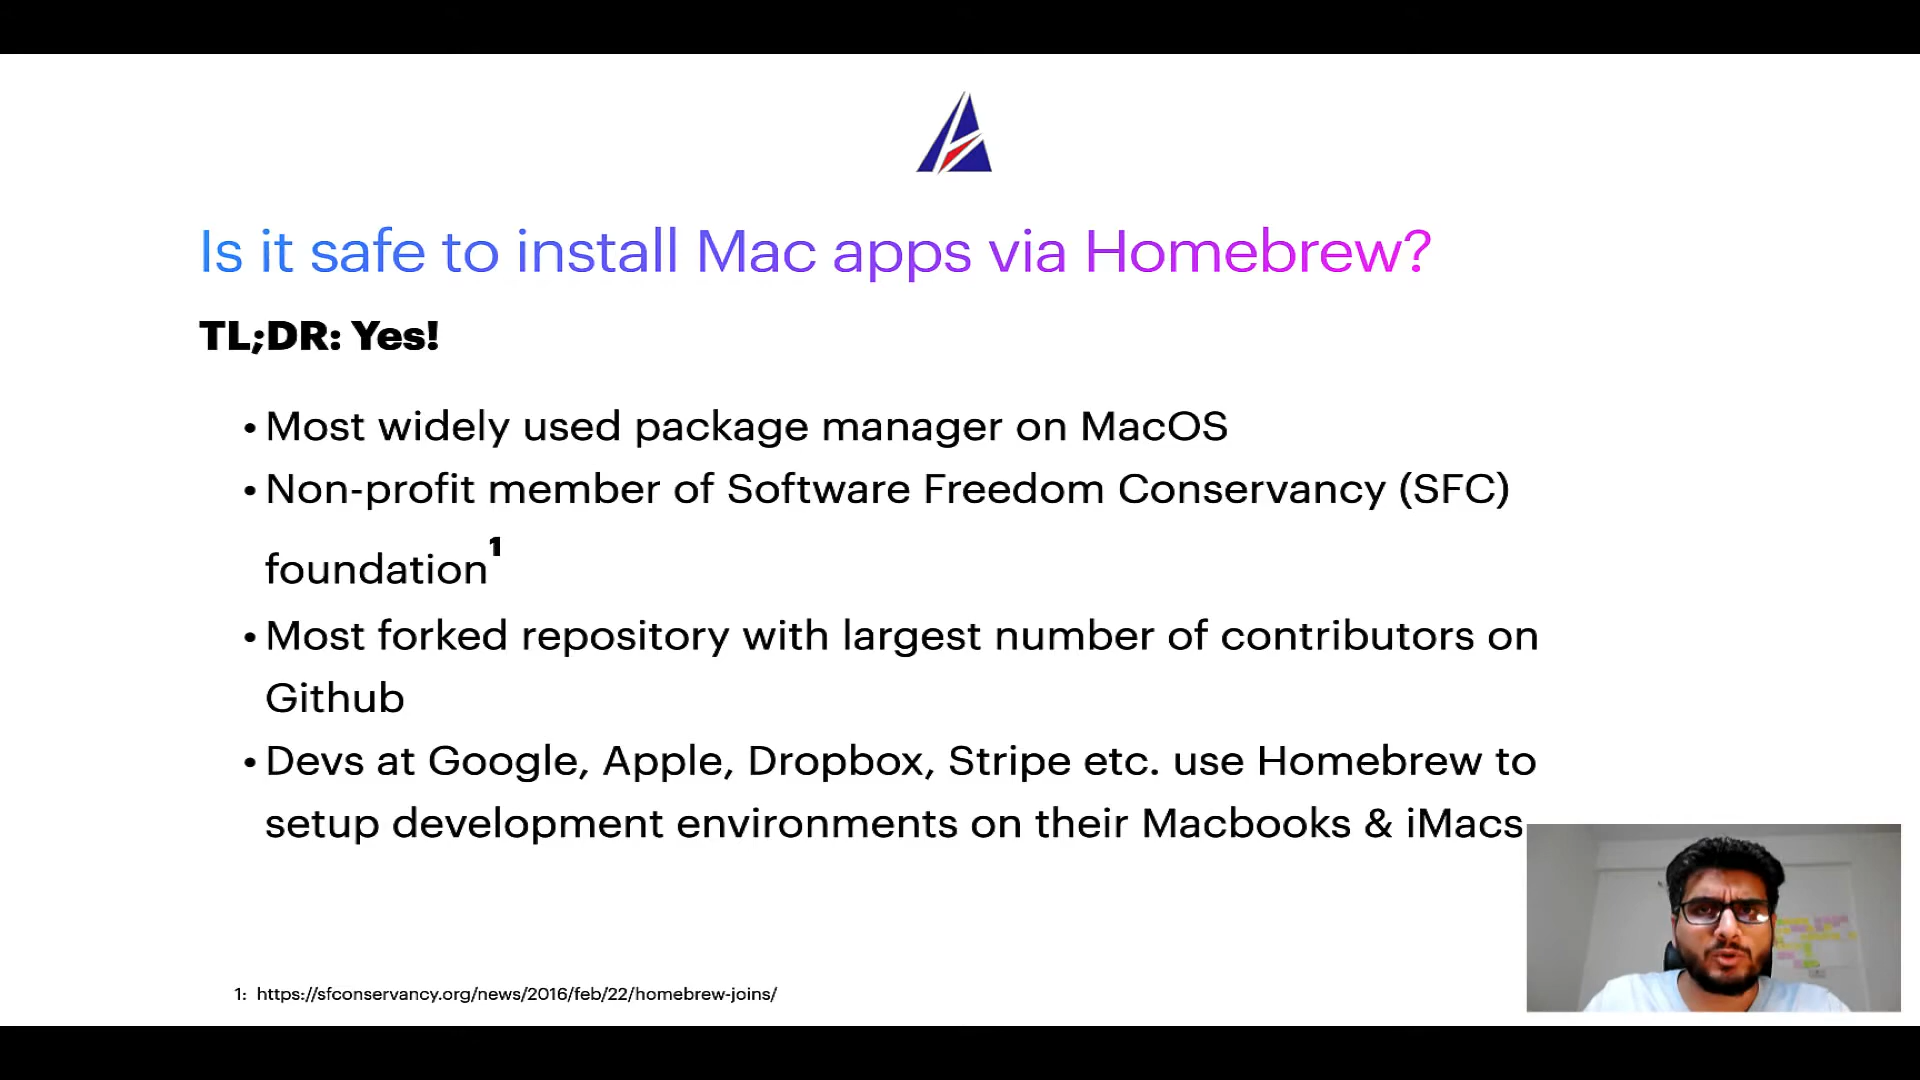 Is it safe to install Mac apps via Homebrew?
TL;DR: Yes!
• Most widely used package manager on MacOS
• Non-profit member of Software Freedom Conservancy (SFC)
foundation¹
• Most forked repository with largest number of contributors on
Github
• Devs at Google, Apple, Dropbox, Stripe etc. use Homebrew to
setup development environments on their Macbooks & iMacs
1: https://sfconservancy.org/news/2016/feb/22/homebrew-joins/